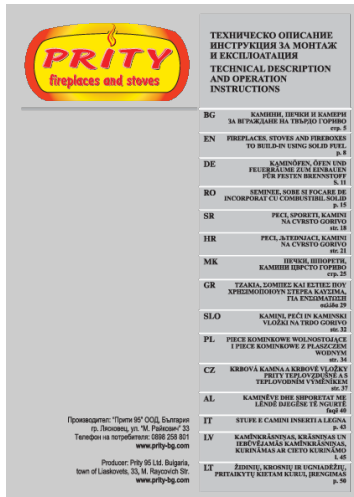 PRITY
fireplaces and stoves
ТЕХНИЧЕСКО ОПИСАНИЕ
ИНСТРУКЦИЯ ЗА МОНТАЖ
И ЕКСПЛОАТАЦИЯ
TECHNICAL DESCRIPTION
AND OPERATION
INSTRUCTIONS
BG КАМИНИ, ПЕЧКИ И КАМЕРИ
ЗА ВГРАЖДАНЕ НА ТВЪРДО ГОРИВО
стр. 5
EN FIREPLACES, STOVES AND FIREBOXES
TO BUILD-IN USING SOLID FUEL
p. 8
DE KAMINÖFEN, ÖFEN UND
FEUERRÄUME ZUM EINBAUEN
FÜR FESTEN BRENNSTOFF
S. 11
RO SEMINEE, SOBE SI FOCARE DE
INCORPORAT CU COMBUSTIBIL SOLID
p. 15
SR PECI, SPORETI, KAMINI
NA CVRSTO GORIVO
str. 18
HR PECI, ŠTEDNJACI, KAMINI
NA CVRSTO GORIVO
str. 21
MK ПЕЧКИ, ШПОРЕТИ,
КАМИНИ ЦВРСТО ГОРИВО
стр. 25
GR ΤΖΑΚΙΑ, ΣΟΜΠΕΣ ΚΑΙ ΕΣΤΙΕΣ ΠΟΥ
ΧΡΗΣΙΜΟΠΟΙΟΥΝ ΣΤΕΡΕΑ ΚΑΥΣΙΜΑ,
ΓΙΑ ΕΝΣΩΜΑΤΩΣΗ
σελίδα 29
SLO KAMINI, PEČI IN KAMINSKI
VLOŽKI NA TRDO GORIVO
str. 32
PL PIECE KOMINKOWE WOLNOSTOJĄCE
I PIECE KOMINKOWE Z PŁASZCZEM
WODNYM
str. 34
CZ KRBOVÁ KAMNA A KRBOVÉ VLOŽKY
PRITY TEPLOVZDUŠNÉ A S
TEPLOVODNÍM VÝMĚNÍKEM
str. 37
AL KAMINËVE DHE SHPORETAT ME
LËNDË DJEGËSE TË NGURTË
faqë 40
IT STUFE E CAMINI INSERTI A LEGNA
p. 43
LV KAMĪNKRĀSNIŅAS, KRĀSNIŅAS UN
IEBŪVĒJAMĀS KAMĪNKRĀSNIŅAS,
KURINĀMAS AR CIETO KURINĀMO
l. 45
LT ŽIDINIŲ, KROSNIŲ IR UGNIADĖŽIŲ,
PRITAIKYTŲ KIETAM KURUI, ĮRENGIMAS
p. 50
Производител: "Прити 95" ООД, България
гр. Лясковец, ул. "М. Райкович" 33
Телефон на потребителя: 0898 258 801
www.prity-bg.com
Producer: Prity 95 Ltd. Bulgaria,
town of Liaskovets, 33, M. Raycovich Str.
www.prity-bg.com